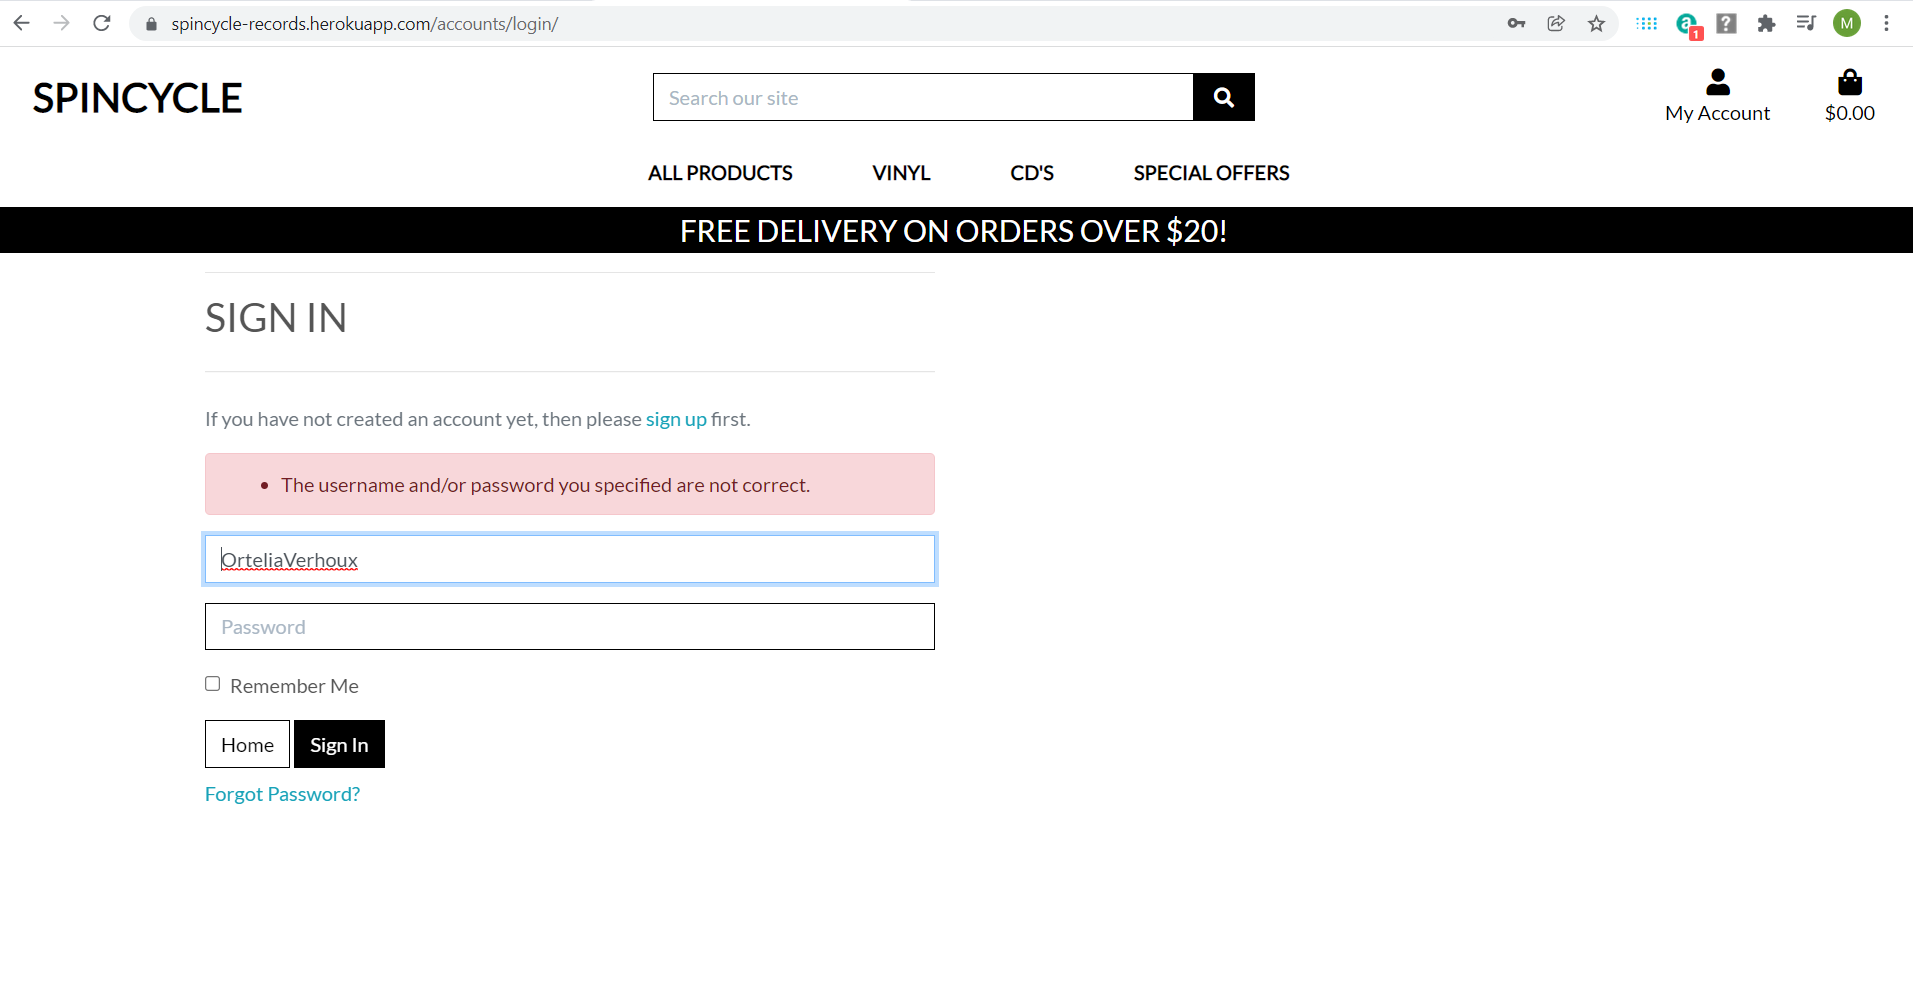 spincycle-records.herokuapp.com/accounts/login/
1
M
SPINCYCLE
Search our site
My Account
$0.00
ALL PRODUCTS VINYL CD'S SPECIAL OFFERS
FREE DELIVERY ON ORDERS OVER $20!
SIGN IN
If you have not created an account yet, then please sign up first.
• The username and/or password you specified are not correct.
OrteliaVerhoux
Password
Remember Me
Home Sign In
Forgot Password?